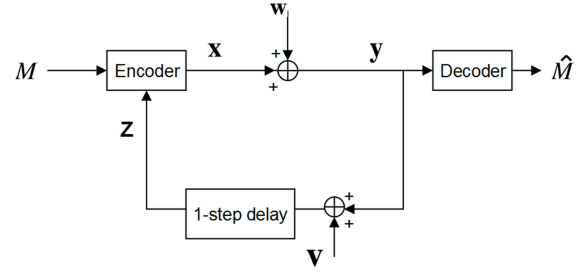 w
M Encoder x + + y Decoder M̂
Z
1-step delay + +
v